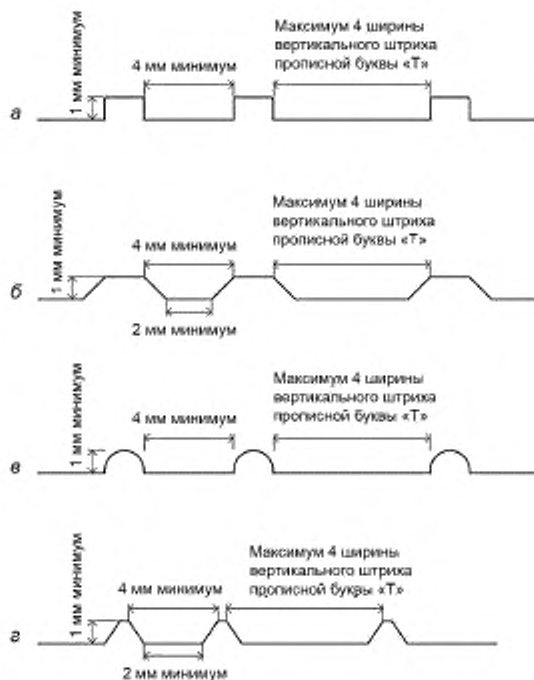 Максимум 4 ширины
вертикального штриха
прописной буквы «Т»
4 мм минимум
1 мм минимум
а
Максимум 4 ширины
вертикального штриха
прописной буквы «Т»
4 мм минимум
1 мм минимум
б
2 мм минимум
Максимум 4 ширины
вертикального штриха
прописной буквы «Т»
4 мм минимум
1 мм минимум
в
Максимум 4 ширины
вертикального штриха
прописной буквы «Т»
4 мм минимум
1 мм минимум
г
2 мм минимум